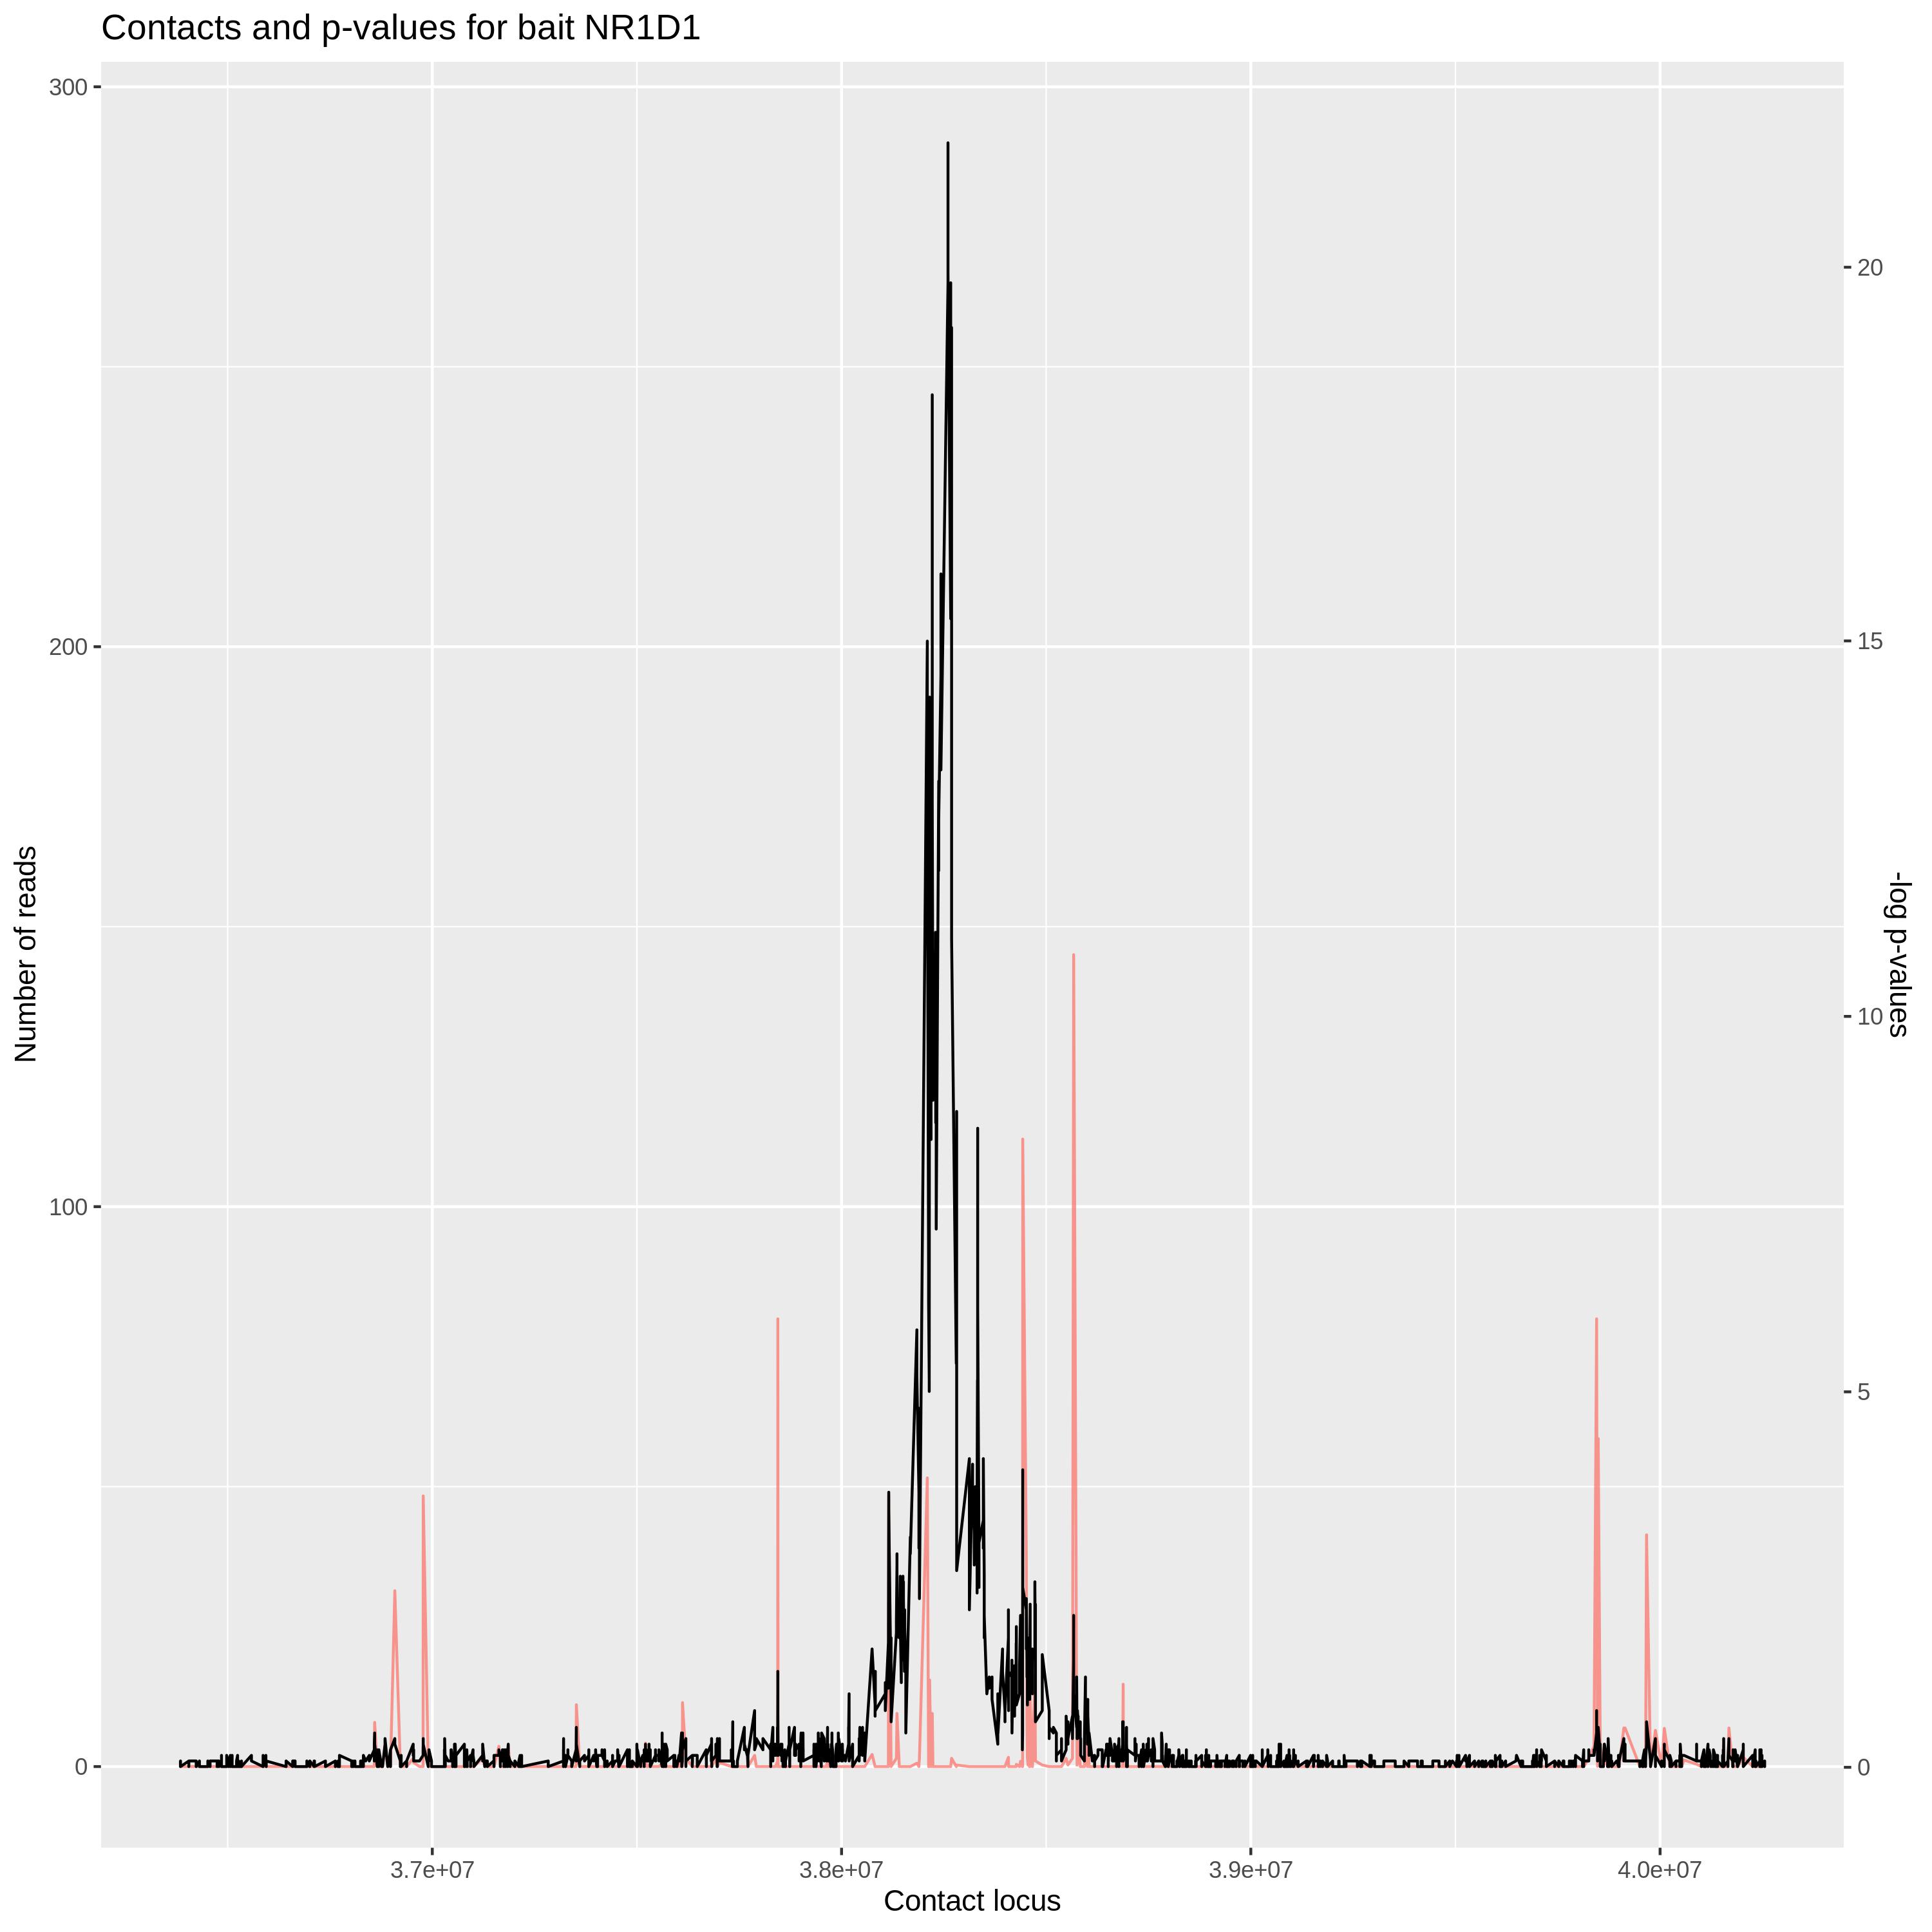 Contacts and p-values for bait NR1D1
300
200
100
0
Number of reads
20
15
10
5
0
-log p-values
3.7e+07
3.8e+07
3.9e+07
4.0e+07
Contact locus